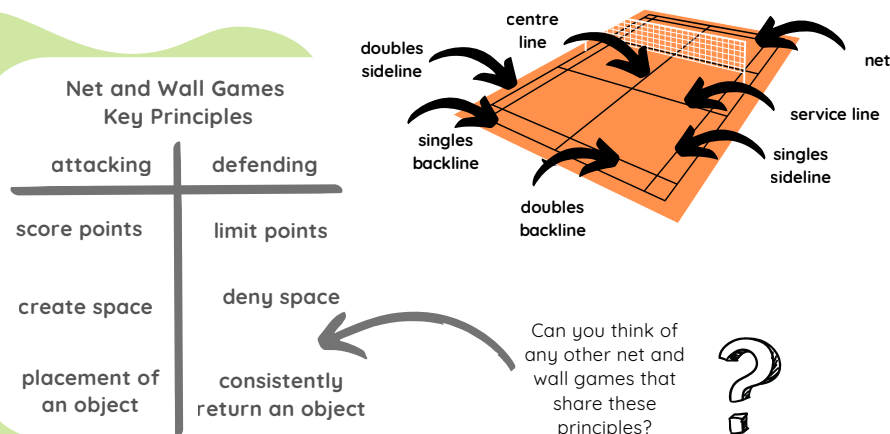 Net and Wall Games
Key Principles
attacking
defending
score points
limit points
create space
deny space
placement of
an object
consistently
return an object
doubles
sideline
centre
line
net
service line
singles
sideline
singles
backline
doubles
backline
Can you think of
any other net and
wall games that
share these
principles?
?